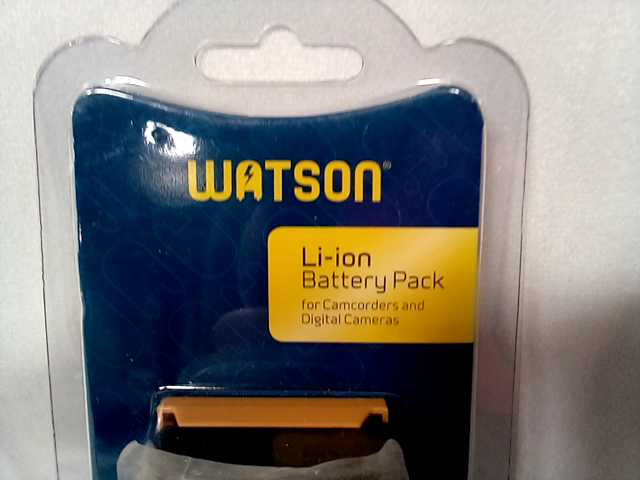 WATSON®
Li-ion
Battery Pack
for Camcorders and
Digital Cameras